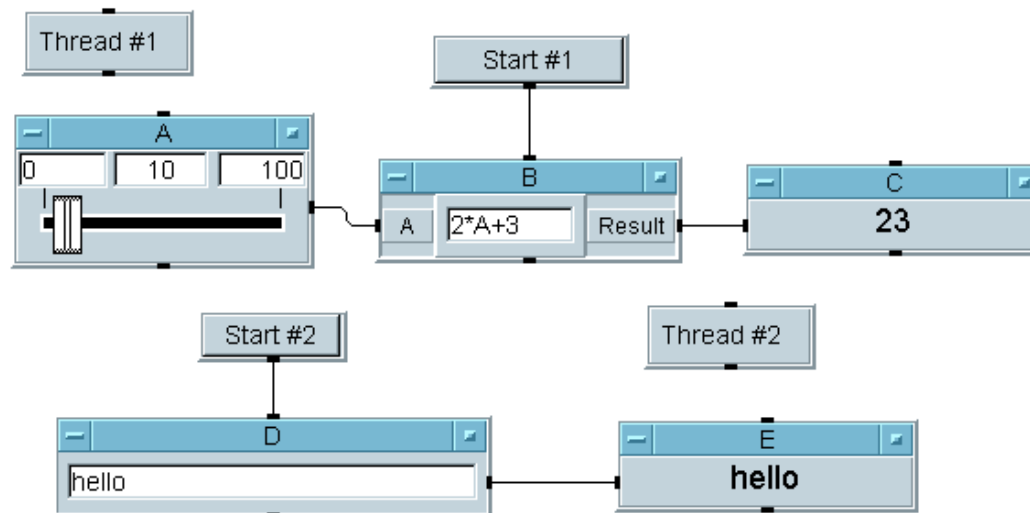 Thread #1
Start #1
A
0 10 100
B
A 2*A+3 Result
C
23
Start #2
Thread #2
D
hello
E
hello